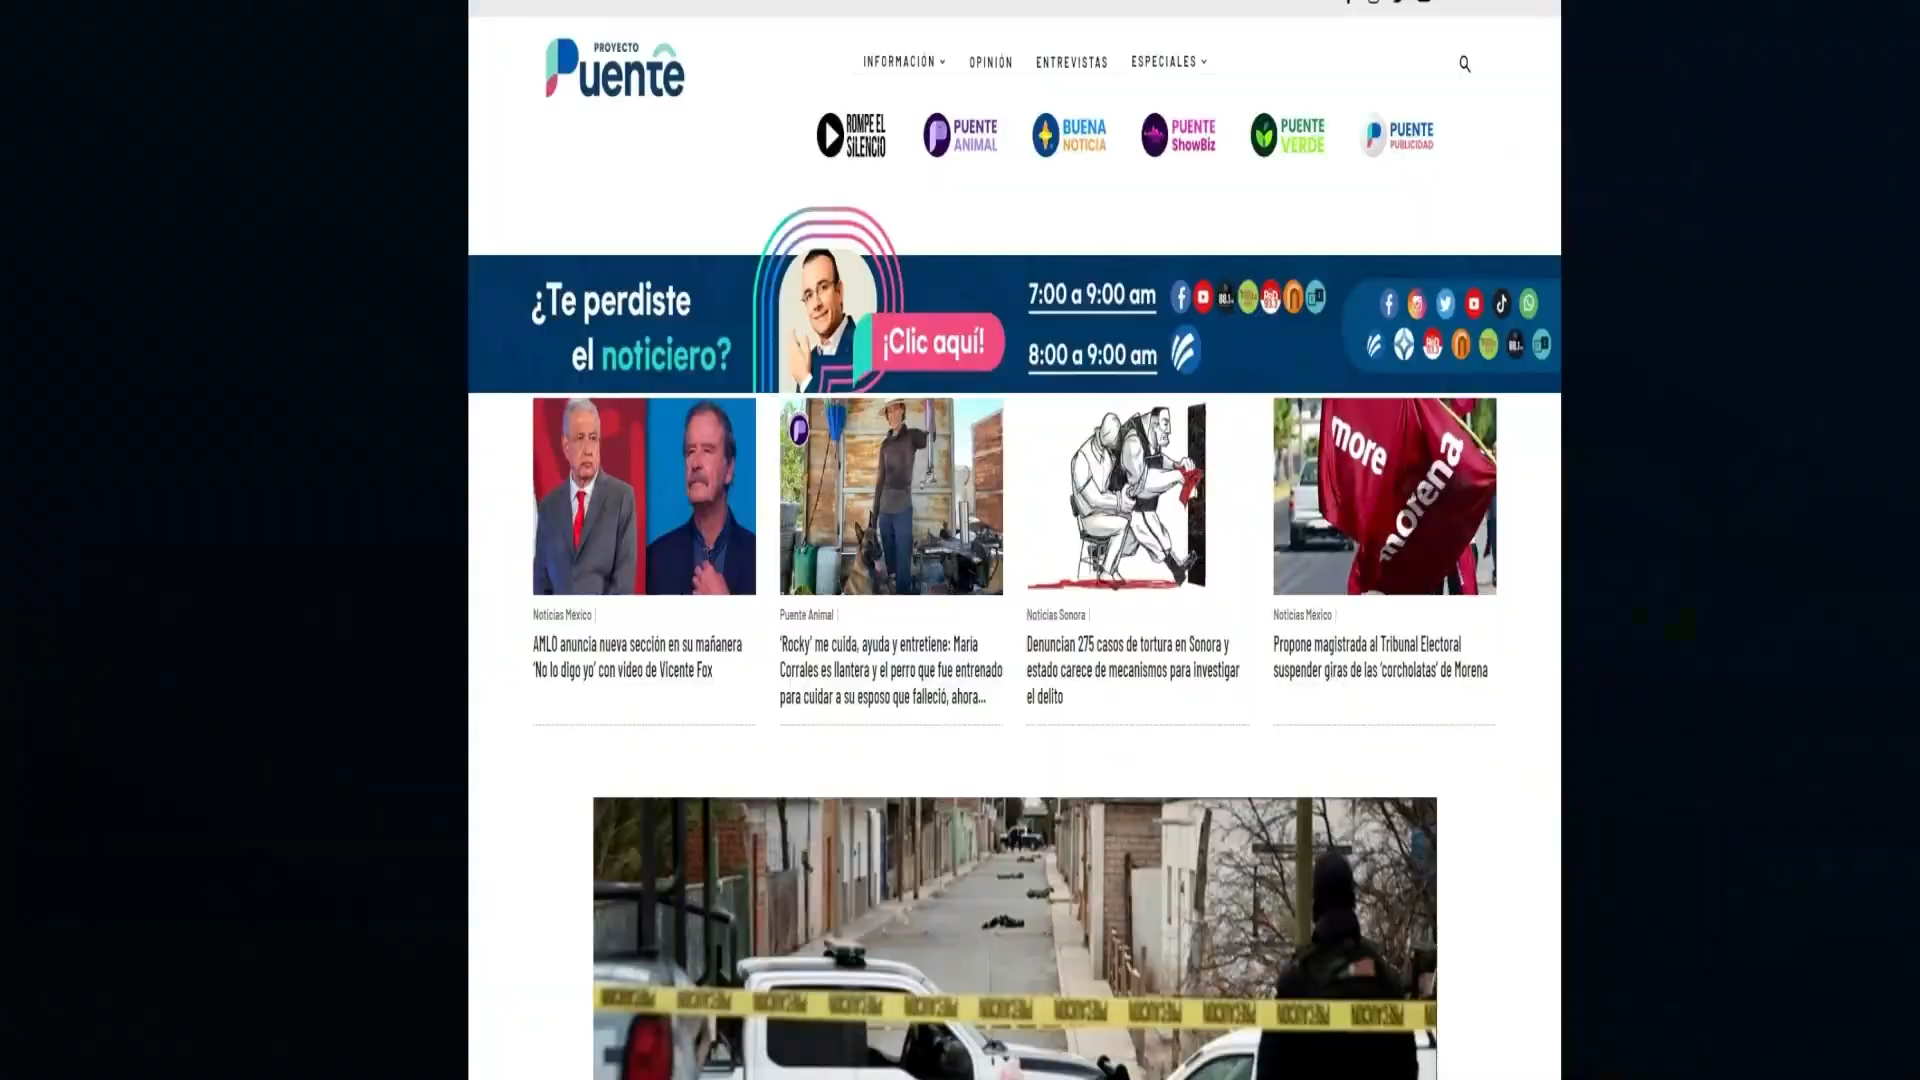 PROYECTO
Puente
INFORMACIÓN
OPINIÓN
ENTREVISTAS
ESPECIALES
ROMPE EL
SILENCIO
PUENTE
ANIMAL
BUENA
NOTICIA
PUENTE
ShowBiz
PUENTE
VERDE
PUENTE
PUBLICIDAD
¿Te perdiste
el noticiero?
¡Clic aquí!
7:00 a 9:00 am
8:00 a 9:00 am
more
morena
Noticias México
AMLO anuncia nueva sección en su mañanera
'No lo digo yo' con video de Vicente Fox
Puente Animal
'Rocky' me cuida, ayuda y entretiene: María
Corrales es llantera y el perro que fue entrenado
para cuidar a su esposo que falleció, ahora...
Noticias Sonora
Denuncian 275 casos de tortura en Sonora y
estado carece de mecanismos para investigar
el delito
Noticias México
Propone magistrada al Tribunal Electoral
suspender giras de las 'corcholatas' de Morena